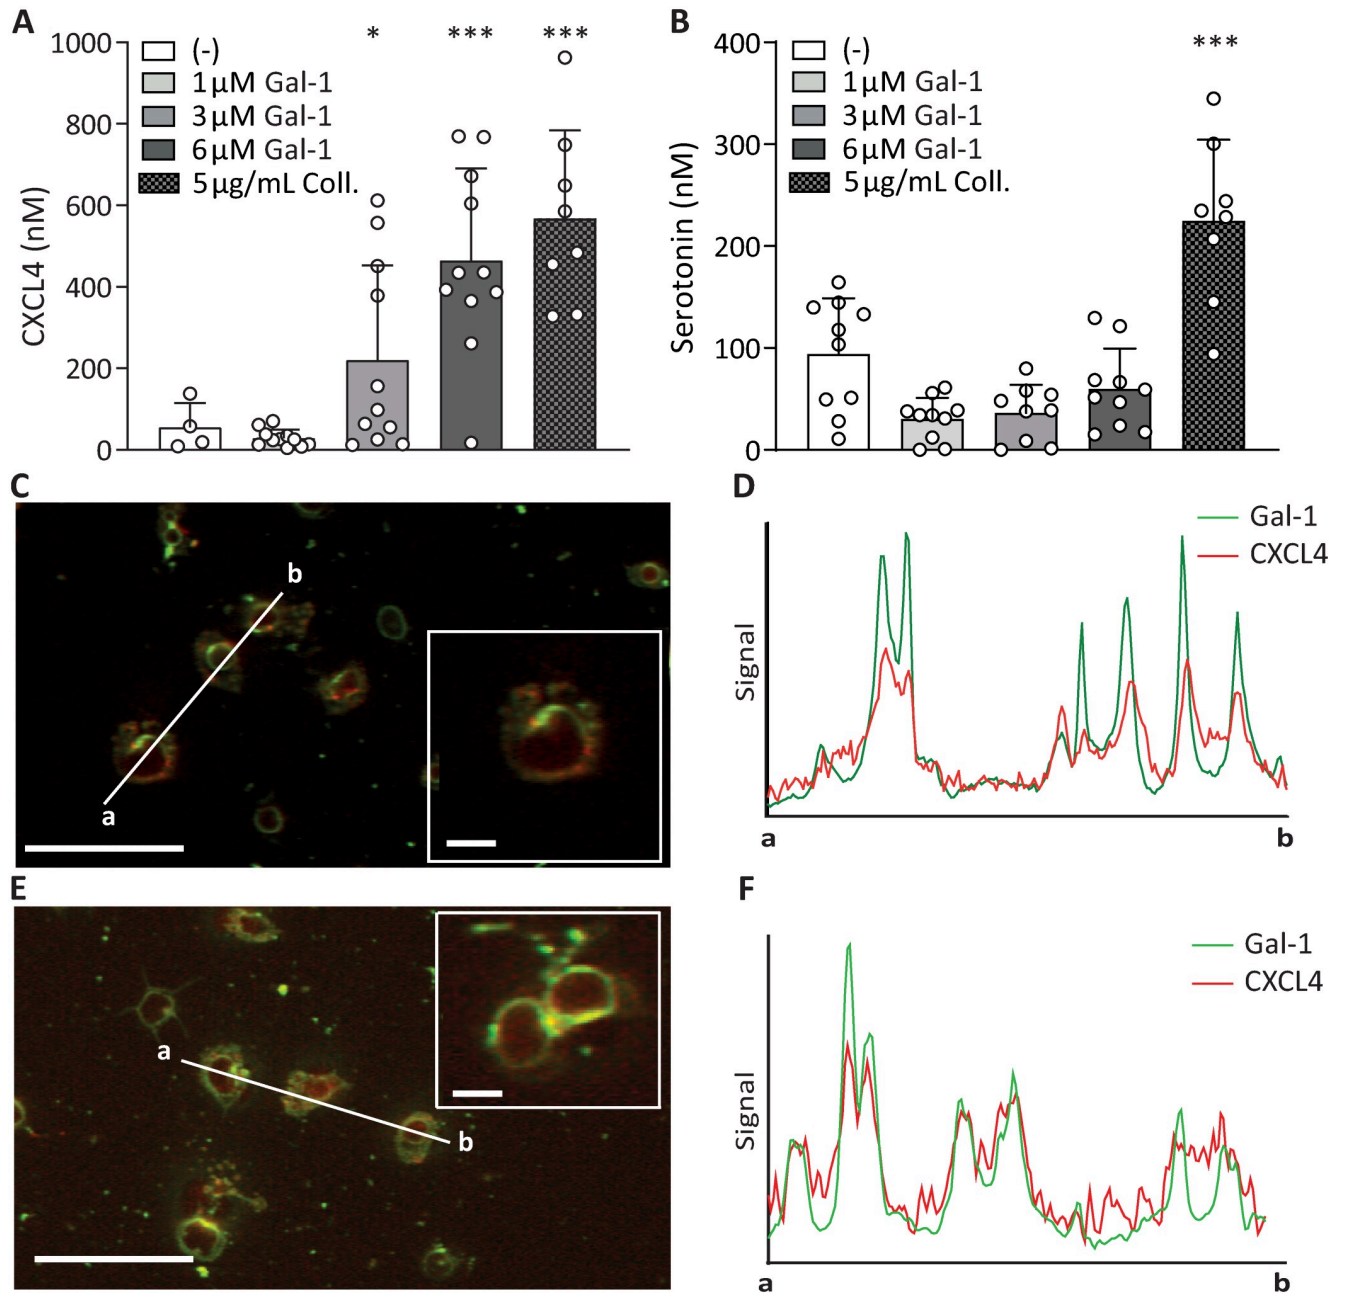 A
1000
800
600
400
200
0
CXCL4 (nM)
(-)
1 µM Gal-1
3 µM Gal-1
6 µM Gal-1
5 µg/mL Coll.
*
***
***
B
400
300
200
100
0
Serotonin (nM)
(-)
1 µM Gal-1
3 µM Gal-1
6 µM Gal-1
5 µg/mL Coll.
***
C
b
a
D
Gal-1
CXCL4
Signal
a
b
E
a
b
F
Gal-1
CXCL4
Signal
a
b